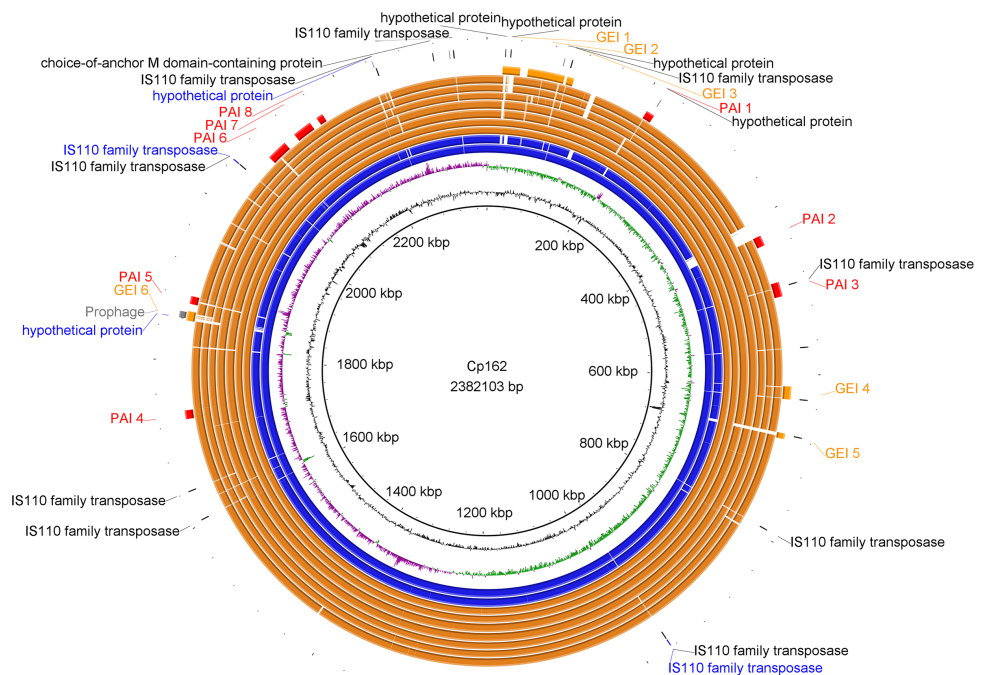 hypothetical protein
hypothetical protein
IS110 family transposase
GEI 1
GEI 2
choice-of-anchor M domain-containing protein
hypothetical protein
IS110 family transposase
IS110 family transposase
hypothetical protein
GEI 3
PAI 8
PAI 1
PAI 7
hypothetical protein
PAI 6
IS110 family transposase
IS110 family transposase
PAI 2
2200 kbp
200 kbp
IS110 family transposase
PAI 5
PAI 3
GEI 6
2000 kbp
400 kbp
Prophage
hypothetical protein
1800 kbp
Cp162
600 kbp
2382103 bp
GEI 4
PAI 4
1600 kbp
800 kbp
GEI 5
1400 kbp
1000 kbp
IS110 family transposase
1200 kbp
IS110 family transposase
IS110 family transposase
IS110 family transposase
IS110 family transposase